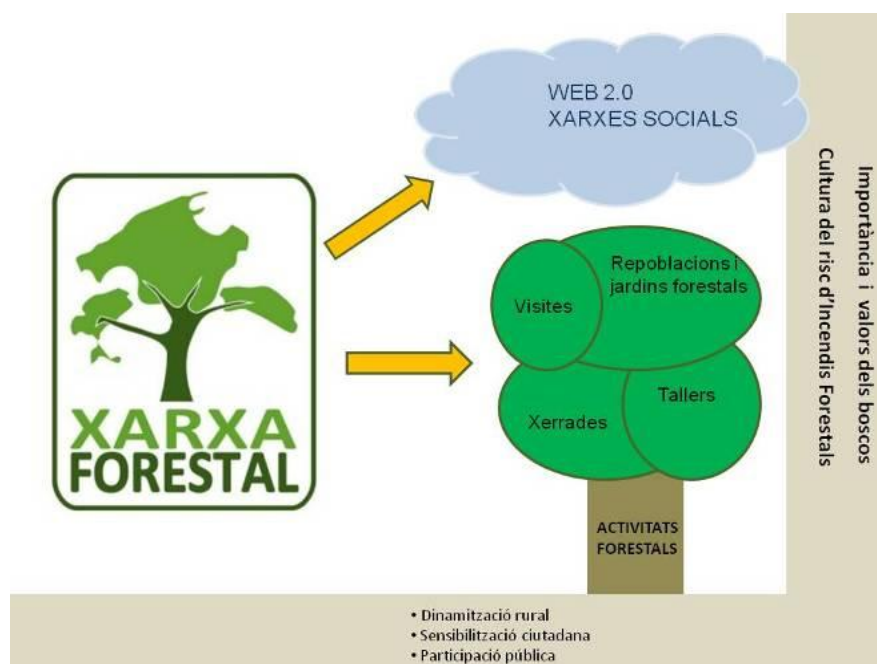 WEB 2.0
XARXES SOCIALS
XARXA
FORESTAL
Visites
Repoblacions i
jardins forestals
Xerrades
Tallers
ACTIVITATS
FORESTALS
Importància i valors dels boscos
Cultura del risc d'Incendis Forestals
• Dinamització rural
• Sensibilització ciutadana
• Participació pública